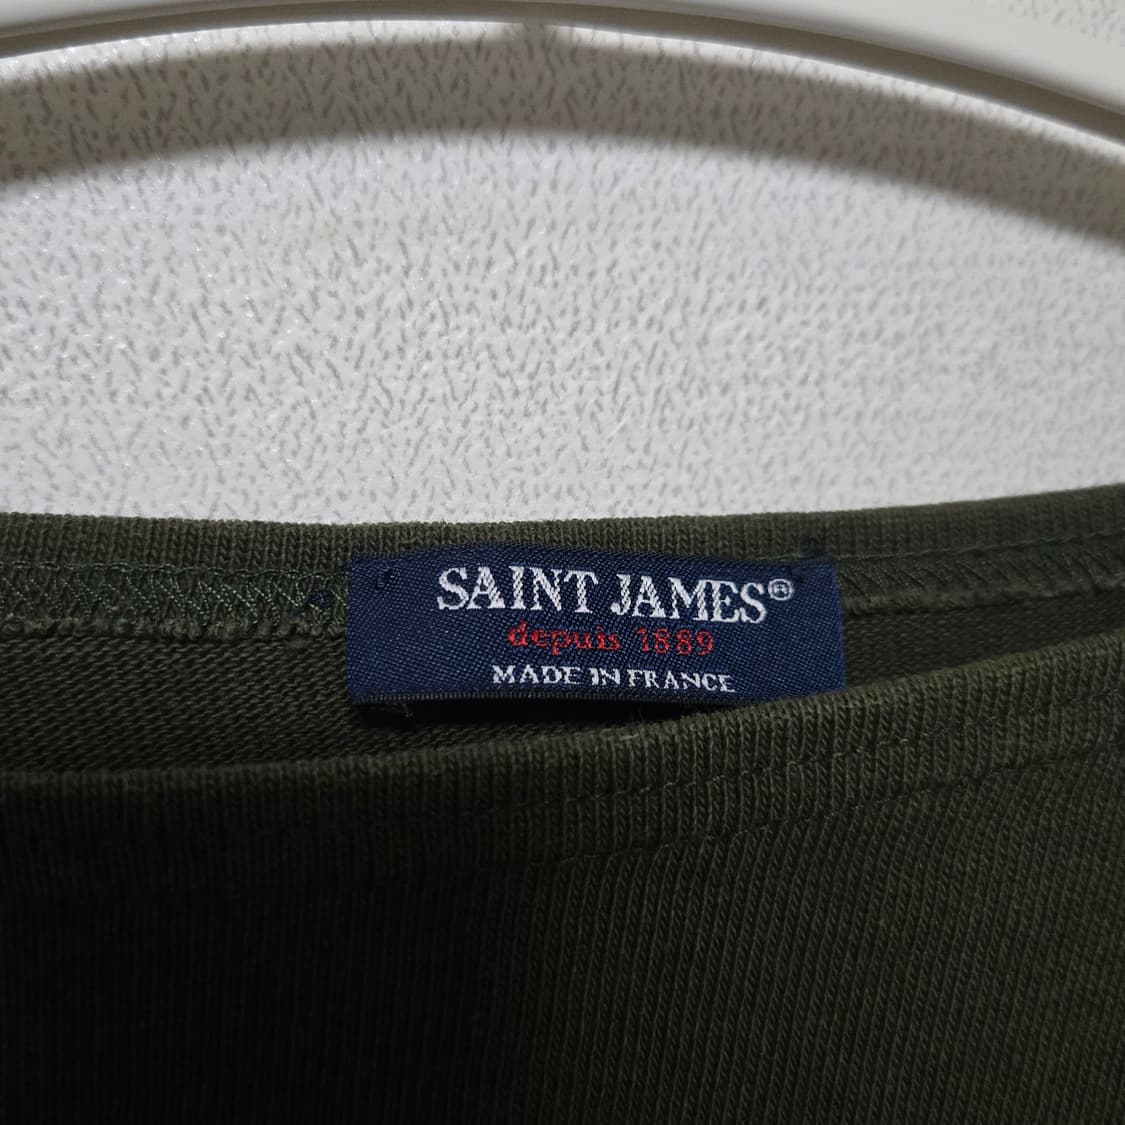 SAINT JAMES®
depuis 1889
MADE IN FRANCE